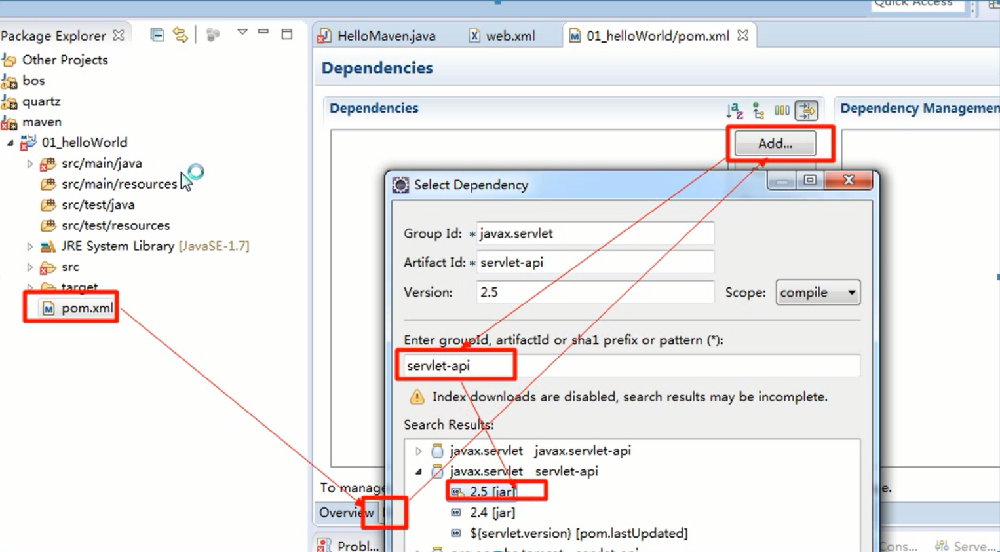 Quick Access
Package Explorer
Other Projects
bos
quartz
maven
01_helloWorld
src/main/java
src/main/resources
src/test/java
src/test/resources
JRE System Library [JavaSE-1.7]
src
target
pom.xml
HelloMaven.java
web.xml
01_helloWorld/pom.xml
Dependencies
Dependencies
Dependency Managemen
Add...
Select Dependency
Group Id: * javax.servlet
Artifact Id: * servlet-api
Version: 2.5
Scope: compile
Enter groupId, artifactId or sha1 prefix or pattern (*):
servlet-api
Index downloads are disabled, search results may be incomplete.
Search Results:
javax.servlet javax.servlet-api
javax.servlet servlet-api
2.5 [jar]
2.4 [jar]
${servlet.version} [pom.lastUpdated]
To manage
e.
Overview
Probl...
Cons...
Serve...